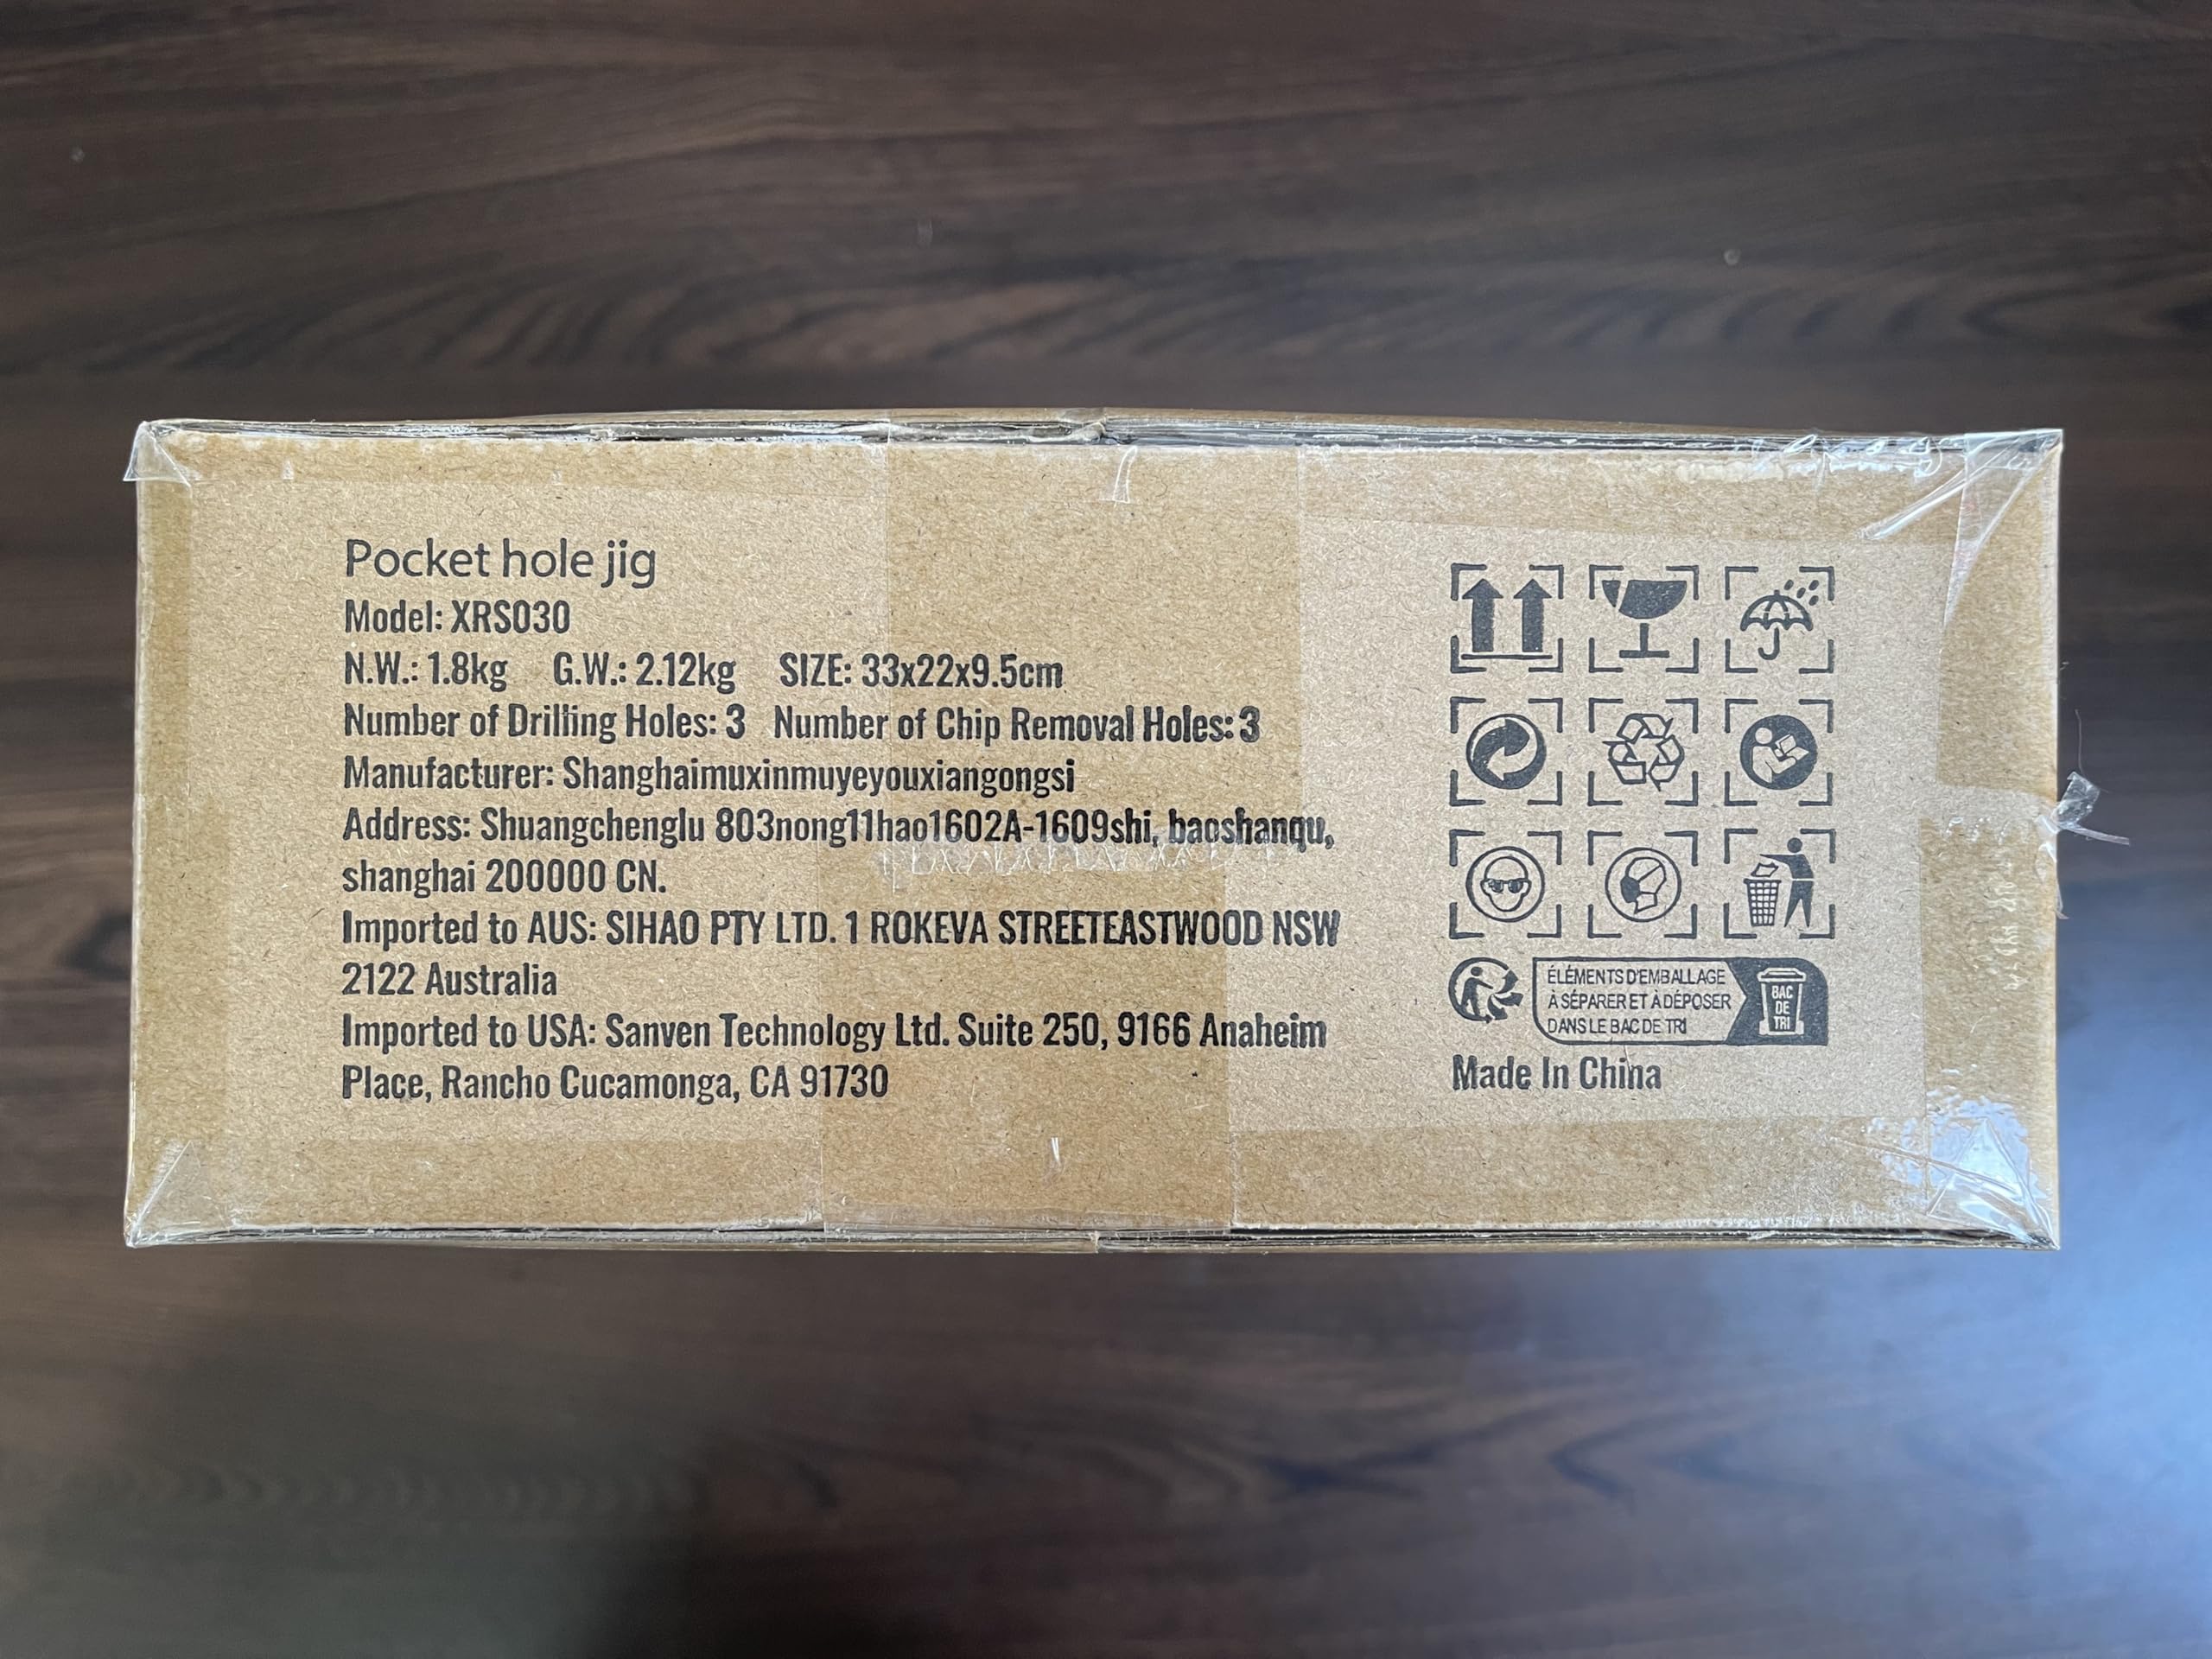 Pocket hole jig
Model: XRS030
N.W.: 1.8kg G.W.: 2.12kg SIZE: 33x22x9.5cm
Number of Drilling Holes: 3 Number of Chip Removal Holes: 3
Manufacturer: Shanghaimuxinmuyeyouxiangongsi
Address: Shuangchenglu 803nong11hao1602A-1609shi, baoshanqu,
shanghai 200000 CN.
Imported to AUS: SIHAO PTY LTD. 1 ROKEVA STREETEASTWOOD NSW
2122 Australia
Imported to USA: Sanven Technology Ltd. Suite 250, 9166 Anaheim
Place, Rancho Cucamonga, CA 91730
ÉLÉMENTS D'EMBALLAGE
À SÉPARER ET À DÉPOSER
DANS LE BAC DE TRI
BAC
DE
TRI
Made In China